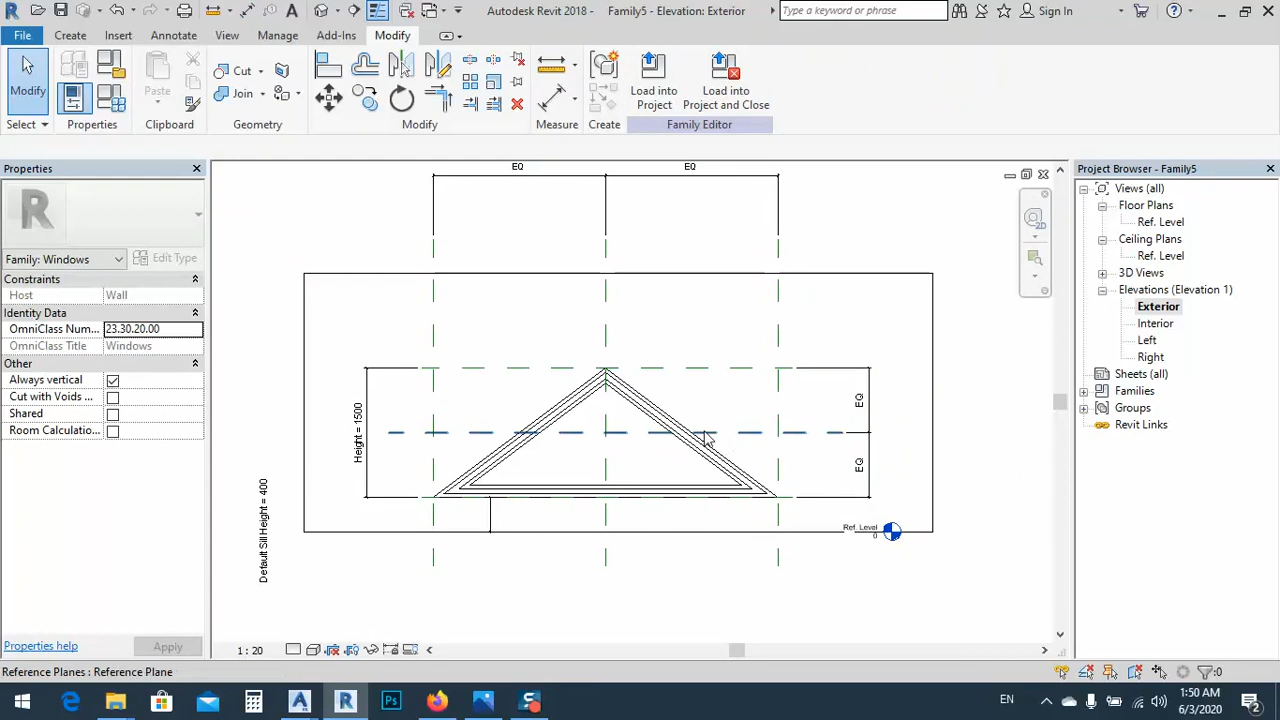 Autodesk Revit 2018 - Family5 - Elevation: Exterior
Type a keyword or phrase
Sign In
File
Create
Insert
Annotate
View
Manage
Add-Ins
Modify
Modify
Paste
Cut
Join
Load into
Project
Load into
Project and Close
Select
Properties
Clipboard
Geometry
Modify
Measure
Create
Family Editor
Properties
R
Family: Windows
Edit Type
Constraints
Host
Wall
Identity Data
OmniClass Num...
23.30.20.00
OmniClass Title
Windows
Other
Always vertical
Cut with Voids ...
Shared
Room Calculatio...
Properties help
Apply
EQ
EQ
Height = 1500
EQ
EQ
Default Sill Height = 400
Ref. Level
0
2D
1 : 20
Project Browser - Family5
Views (all)
Floor Plans
Ref. Level
Ceiling Plans
Ref. Level
3D Views
Elevations (Elevation 1)
Exterior
Interior
Left
Right
Sheets (all)
Families
Groups
Revit Links
Reference Planes : Reference Plane
:0
Ps
EN
1:50 AM
6/3/2020
2